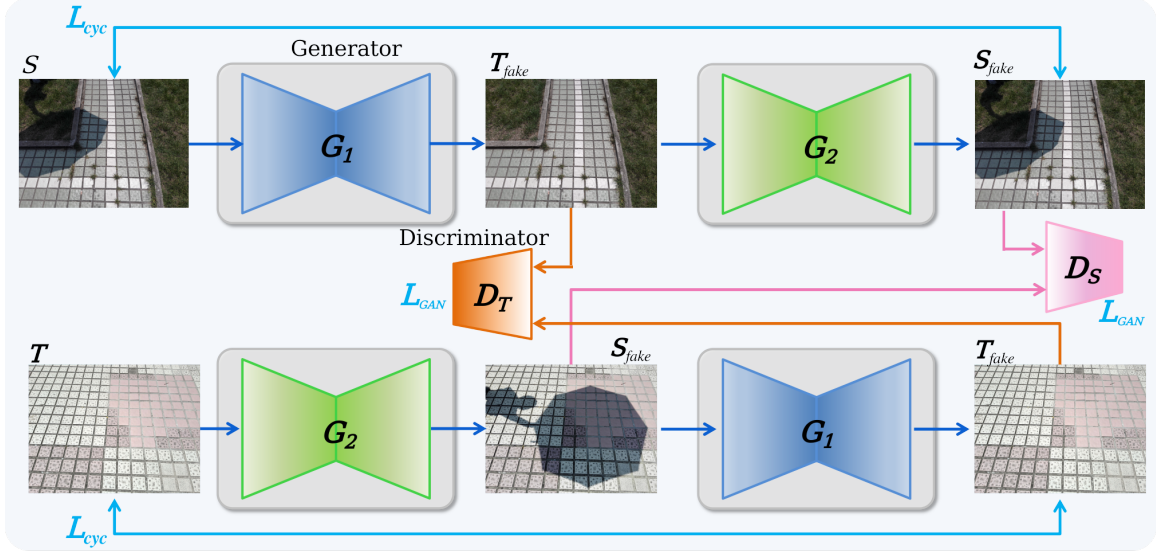 L_cyc
Generator
S
T_fake
S_fake
G_1
G_2
Discriminator
D_S
L_GAN
D_T
L_GAN
T
S_fake
T_fake
G_2
G_1
L_cyc